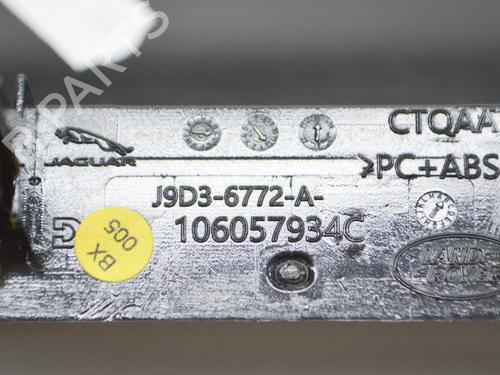 B-PARTS
CTQAA
JAGUAR
>PC+ABS
J9D3-6772-A-
106057934C
BX
005
LAND
ROVER